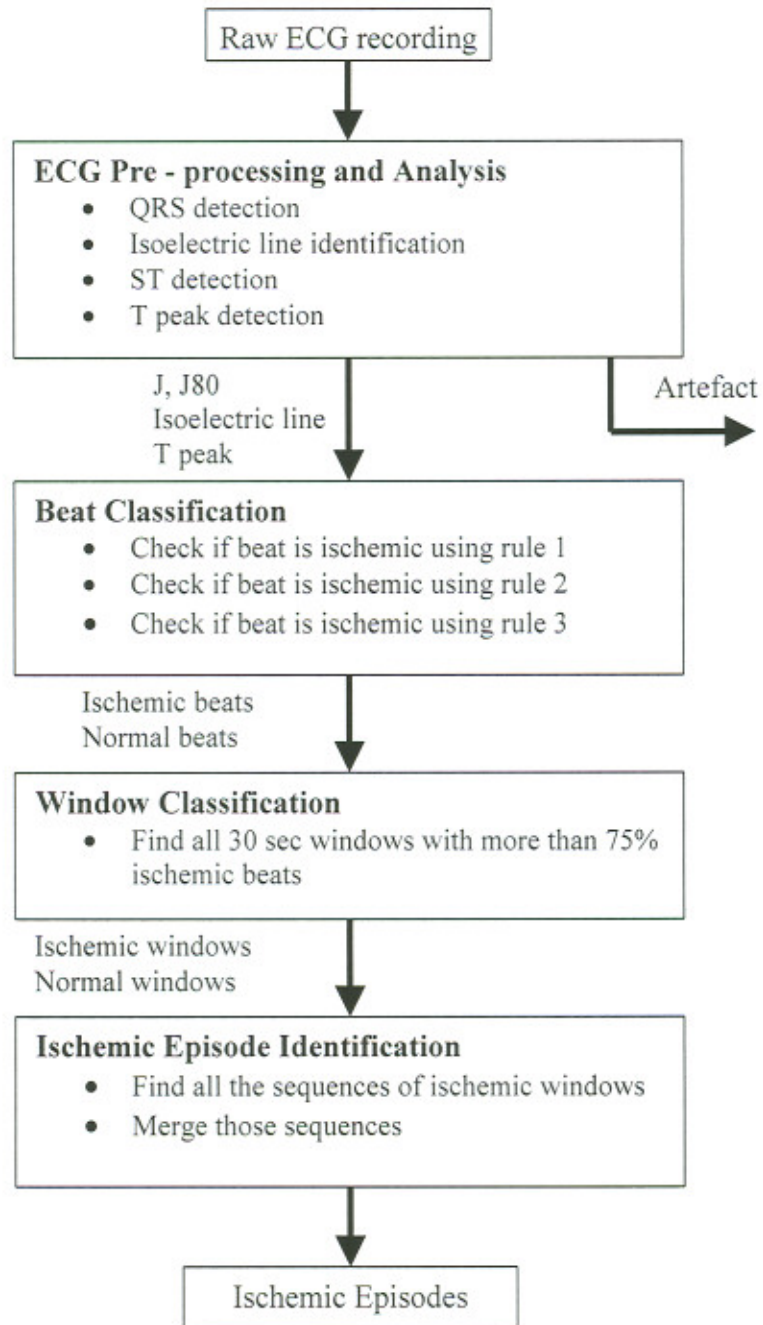 Raw ECG recording
ECG Pre - processing and Analysis
• QRS detection
• Isoelectric line identification
• ST detection
• T peak detection
J, J80
Isoelectric line
T peak
Artefact
Beat Classification
• Check if beat is ischemic using rule 1
• Check if beat is ischemic using rule 2
• Check if beat is ischemic using rule 3
Ischemic beats
Normal beats
Window Classification
• Find all 30 sec windows with more than 75%
ischemic beats
Ischemic windows
Normal windows
Ischemic Episode Identification
• Find all the sequences of ischemic windows
• Merge those sequences
Ischemic Episodes